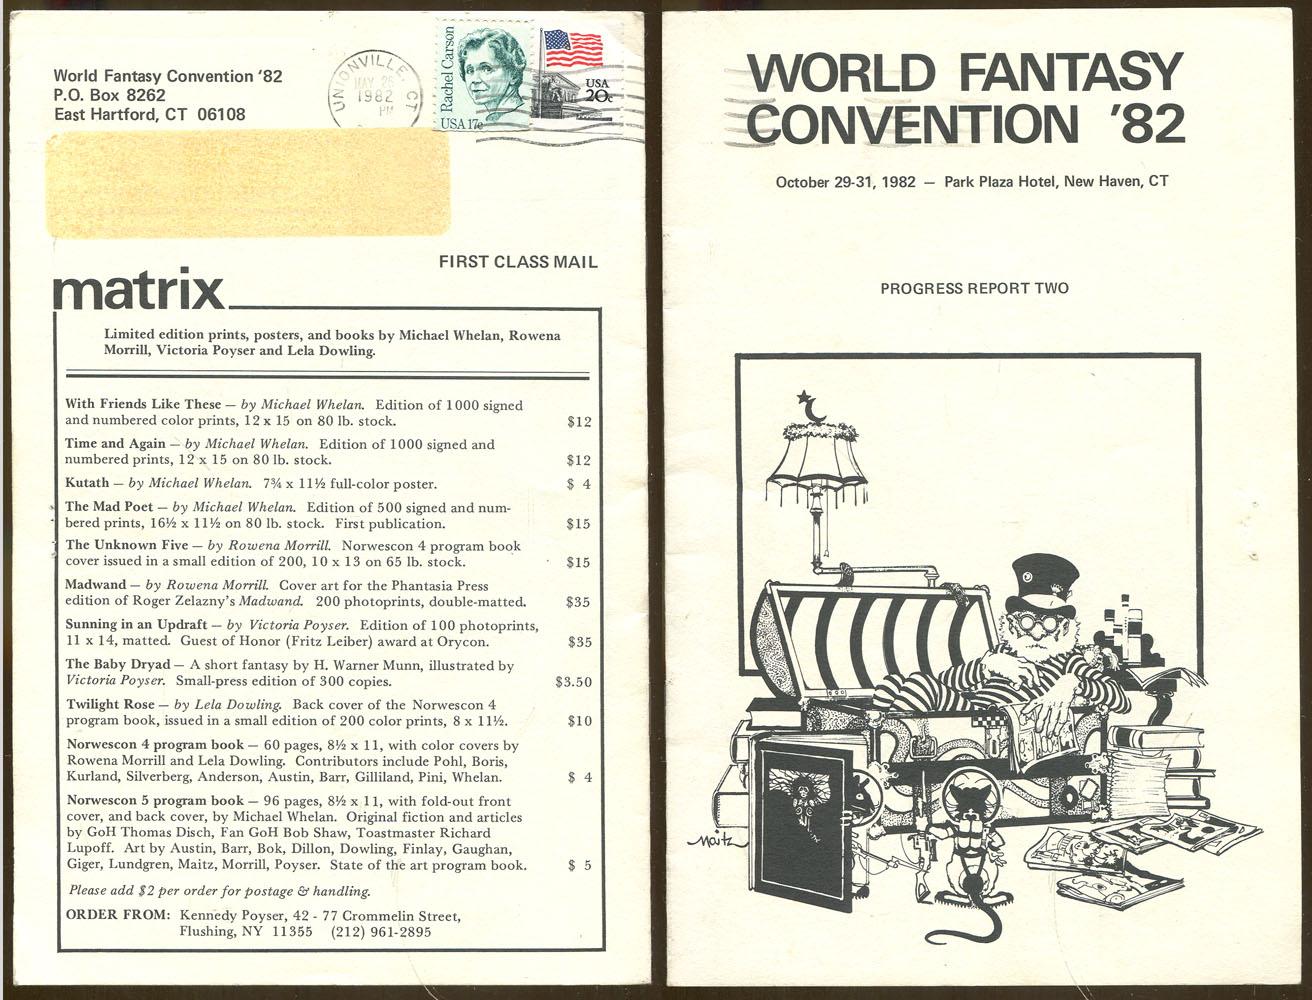 World Fantasy Convention '82
P.O. Box 8262
East Hartford, CT 06108
UNIONVILLE, CT
MAY 26
1982
PM
Rachel Carson
USA 17c
USA
20c
FIRST CLASS MAIL
matrix
Limited edition prints, posters, and books by Michael Whelan, Rowena
Morrill, Victoria Poyser and Lela Dowling.
With Friends Like These — by Michael Whelan. Edition of 1000 signed
and numbered color prints, 12 x 15 on 80 lb. stock. $12
Time and Again — by Michael Whelan. Edition of 1000 signed and
numbered prints, 12 x 15 on 80 lb. stock. $12
Kutath — by Michael Whelan. 7¾ x 11½ full-color poster. $ 4
The Mad Poet — by Michael Whelan. Edition of 500 signed and num-
bered prints, 16½ x 11½ on 80 lb. stock. First publication. $15
The Unknown Five — by Rowena Morrill. Norwescon 4 program book
cover issued in a small edition of 200, 10 x 13 on 65 lb. stock. $15
Madwand — by Rowena Morrill. Cover art for the Phantasia Press
edition of Roger Zelazny's Madwand. 200 photoprints, double-matted. $35
Sunning in an Updraft — by Victoria Poyser. Edition of 100 photoprints,
11 x 14, matted. Guest of Honor (Fritz Leiber) award at Orycon. $35
The Baby Dryad — A short fantasy by H. Warner Munn, illustrated by
Victoria Poyser. Small-press edition of 300 copies. $3.50
Twilight Rose — by Lela Dowling. Back cover of the Norwescon 4
program book, issued in a small edition of 200 color prints, 8 x 11½. $10
Norwescon 4 program book — 60 pages, 8½ x 11, with color covers by
Rowena Morrill and Lela Dowling. Contributors include Pohl, Boris,
Kurland, Silverberg, Anderson, Austin, Barr, Gilliland, Pini, Whelan. $ 4
Norwescon 5 program book — 96 pages, 8½ x 11, with fold-out front
cover, and back cover, by Michael Whelan. Original fiction and articles
by GoH Thomas Disch, Fan GoH Bob Shaw, Toastmaster Richard
Lupoff. Art by Austin, Barr, Bok, Dillon, Dowling, Finlay, Gaughan,
Giger, Lundgren, Maitz, Morrill, Poyser. State of the art program book. $ 5
Please add $2 per order for postage & handling.
ORDER FROM: Kennedy Poyser, 42 - 77 Crommelin Street,
Flushing, NY 11355 (212) 961-2895
WORLD FANTASY
CONVENTION '82
October 29-31, 1982 — Park Plaza Hotel, New Haven, CT
PROGRESS REPORT TWO
Maitz